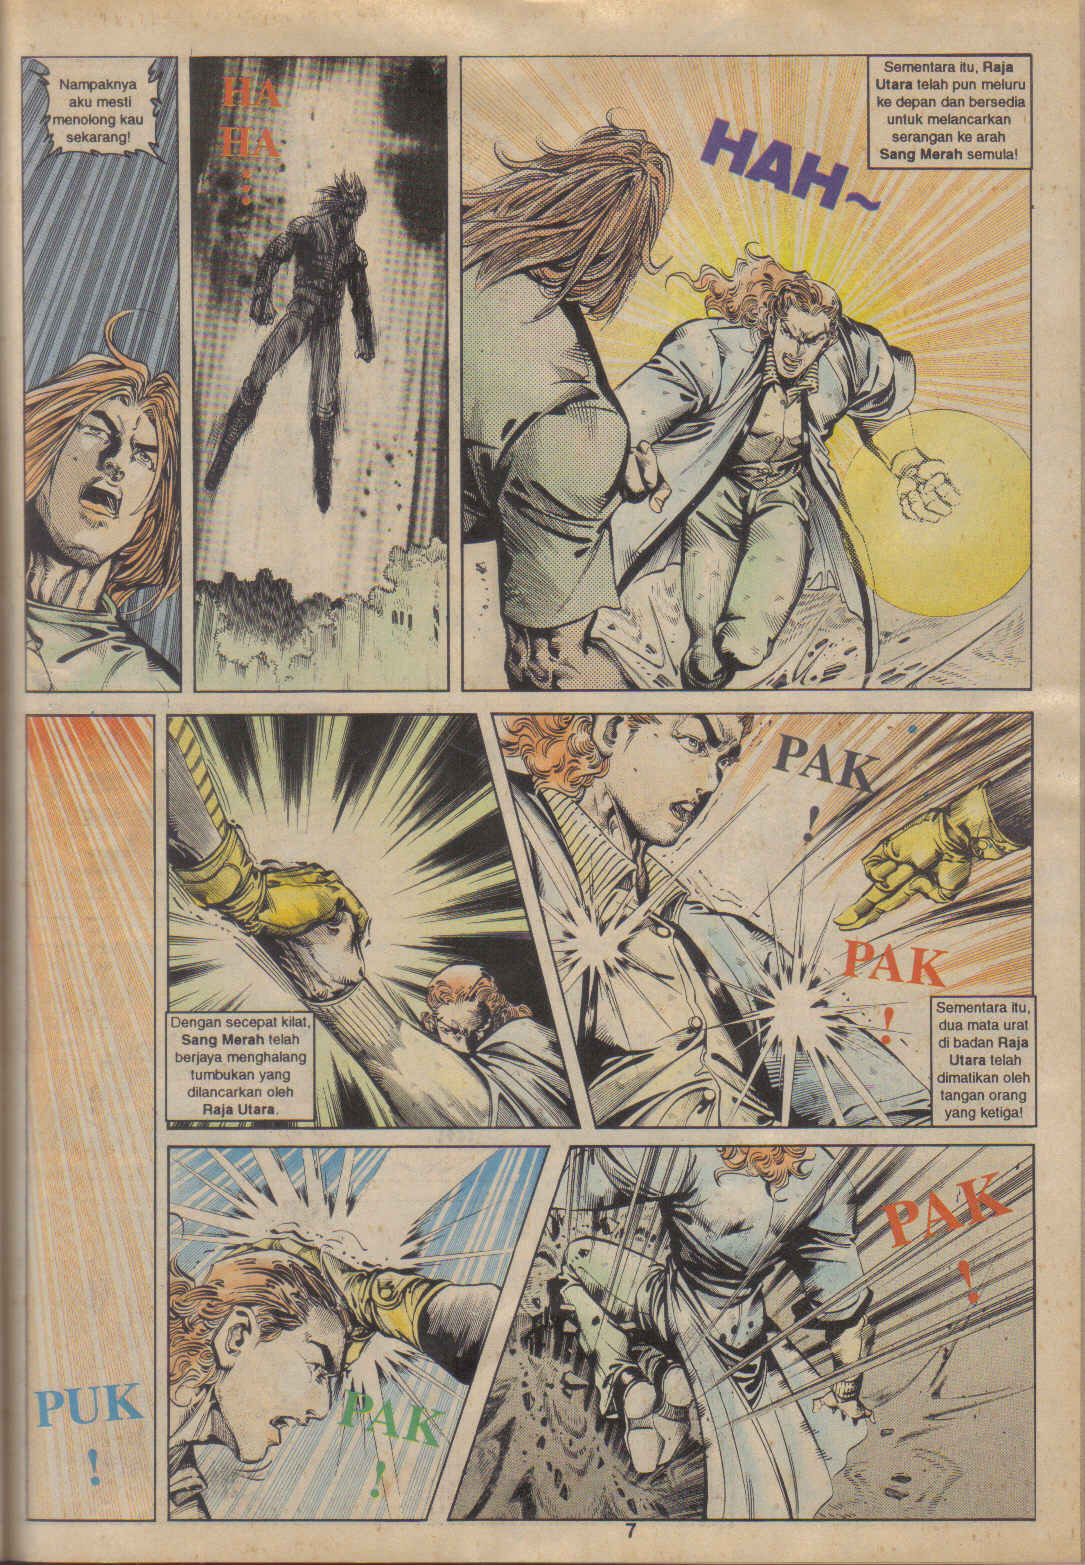 Nampaknya
aku mesti
menolong kau
sekarang!
HA
HA
!
HAH~
Sementara itu, Raja
Utara telah pun meluru
ke depan dan bersedia
untuk melancarkan
serangan ke arah
Sang Merah semula!
PUK
!
Dengan secepat kilat,
Sang Merah telah
berjaya menghalang
tumbukan yang
dilancarkan oleh
Raja Utara.
PAK
!
PAK
!
Sementara itu,
dua mata urat
di badan Raja
Utara telah
dimatikan oleh
tangan orang
yang ketiga!
PAK
!
PAK
!
7